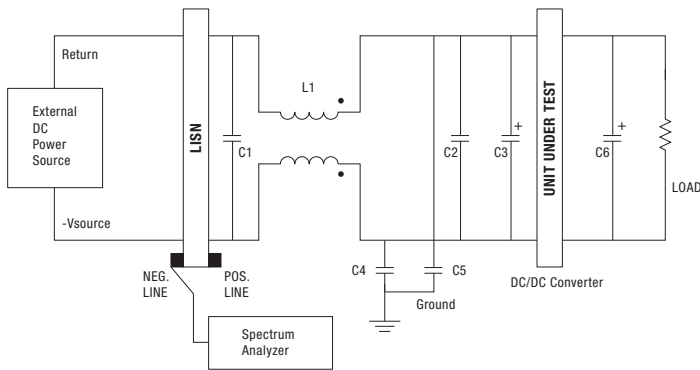 Return
L1
External
DC
Power
Source
LISN
C1
C2
C3
+
UNIT UNDER TEST
C6
+
LOAD
-Vsource
NEG.
LINE
POS.
LINE
C4
C5
Ground
DC/DC Converter
Spectrum
Analyzer